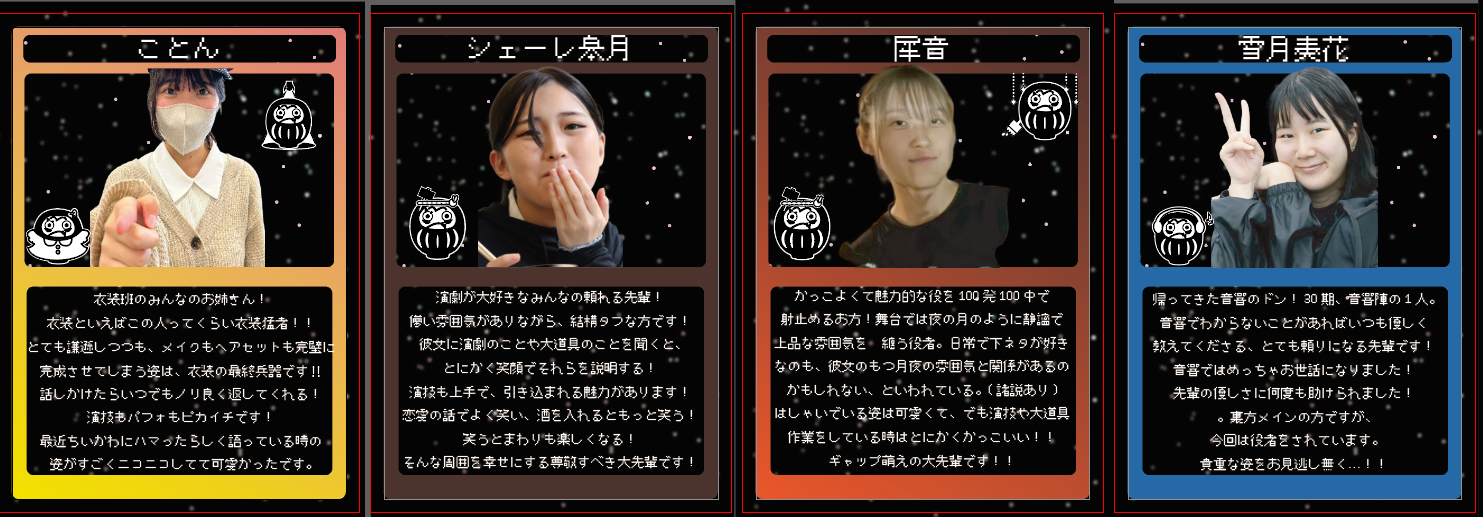 ことん
衣装班のみんなのお姉さん！
衣装といえばこの人ってくらい衣装猛者！！
とても謙遜しつつも、メイクもヘアセットも完璧に
完成させてしまう姿は、衣装の最終兵器です!!
話しかけたらいつでもノリ良く返してくれる！
演技もパフォもピカイチです！
最近ちいかわにハマったらしく語っている時の
姿がすごくニコニコしてて可愛かったです。
シェーレ皐月
演劇が大好きなみんなの頼れる先輩！
儚い雰囲気がありながら、結構タフな方です！
彼女に演劇のことや大道具のことを聞くと、
とにかく笑顔でそれらを説明する！
演技も上手で、引き込まれる魅力があります！
恋愛の話でよく笑い、酒を入れるともっと笑う！
笑うとまわりも楽しくなる！
そんな周囲を幸せにする尊敬すべき大先輩です！
犀音
かっこよくて魅力的な役を100発100中で
射止めるお方！舞台では夜の月のように静謐で
上品な雰囲気を 纏う役者。日常で下ネタが好き
なのも、彼女のもつ月夜の雰囲気と関係があるの
かもしれない、といわれている。(諸説あり)
はしゃいでいる姿は可愛くて、でも演技や大道具
作業をしている時はとにかくかっこいい！！
ギャップ萌えの大先輩です！！
雪月美花
帰ってきた音響のドン！30期、音響陣の1人。
音響でわからないことがあればいつも優しく
教えてくださる、とても頼りになる先輩です！
音響ではめっちゃお世話になりました！
先輩の優しさに何度も助けられました！
。裏方メインの方ですが、
今回は役者をされています。
貴重な姿をお見逃し無く…！！